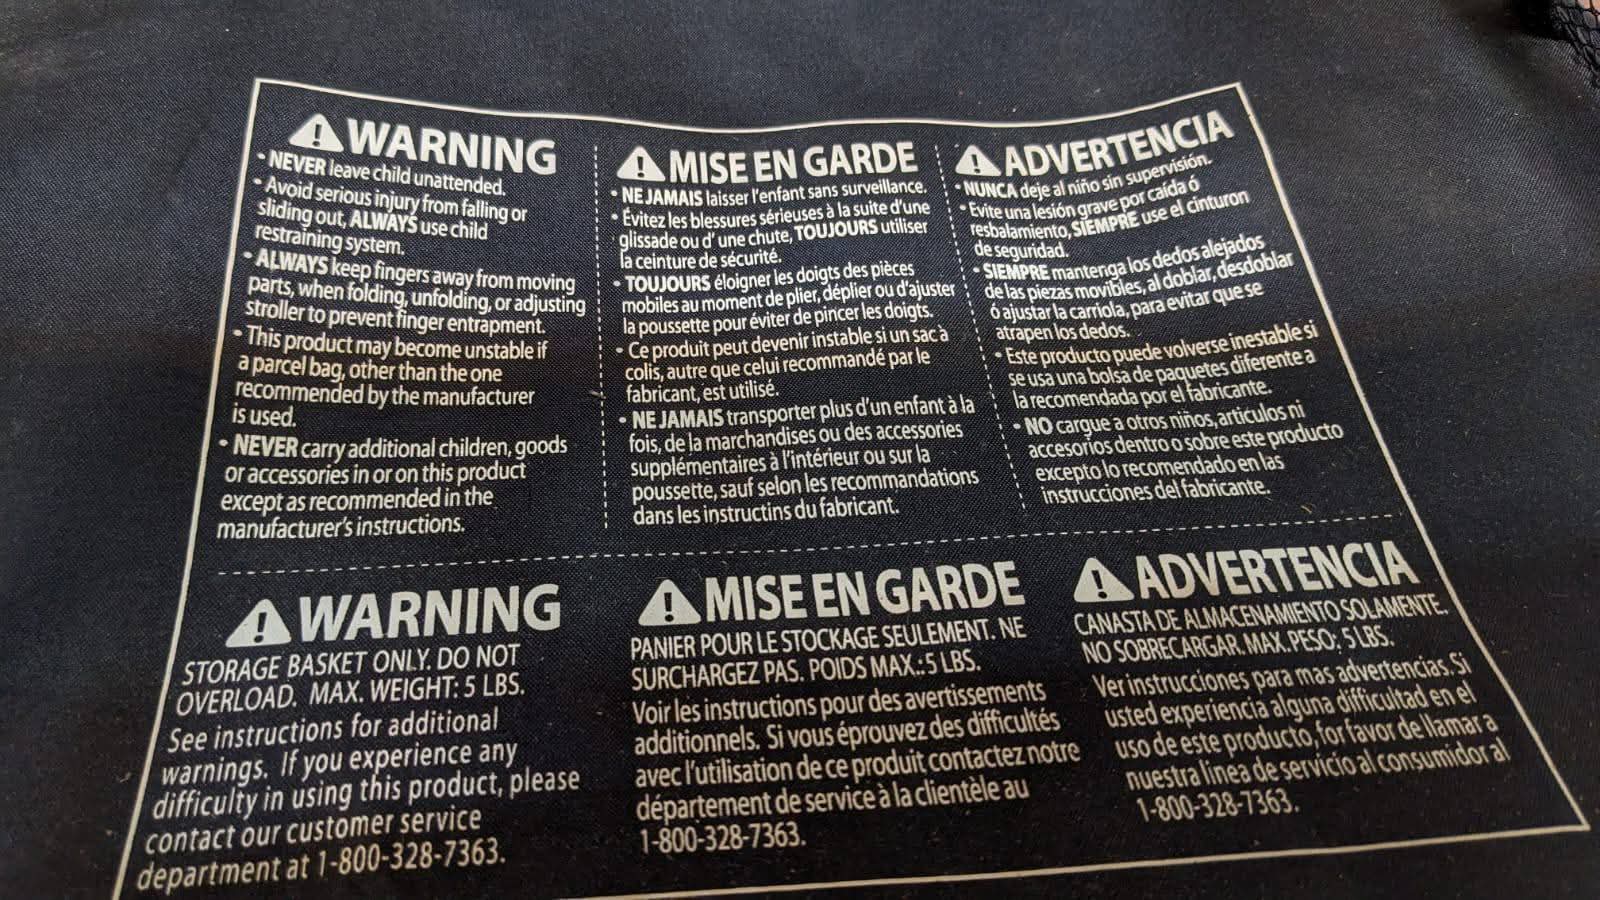 WARNING
• NEVER leave child unattended.
• Avoid serious injury from falling or
sliding out, ALWAYS use child
restraining system.
• ALWAYS keep fingers away from moving
parts, when folding, unfolding, or adjusting
stroller to prevent finger entrapment.
• This product may become unstable if
a parcel bag, other than the one
recommended by the manufacturer
is used.
• NEVER carry additional children, goods
or accessories in or on this product
except as recommended in the
manufacturer's instructions.
MISE EN GARDE
• NE JAMAIS laisser l'enfant sans surveillance.
• Évitez les blessures sérieuses à la suite d'une
glissade ou d' une chute, TOUJOURS utiliser
la ceinture de sécurité.
• TOUJOURS éloigner les doigts des pièces
mobiles au moment de plier, déplier ou d'ajuster
la poussette pour éviter de pincer les doigts.
• Ce produit peut devenir instable si un sac à
colis, autre que celui recommandé par le
fabricant, est utilisé.
• NE JAMAIS transporter plus d'un enfant à la
fois, de la marchandises ou des accessories
supplémentaires à l'intérieur ou sur la
poussette, sauf selon les recommandations
dans les instructins du fabricant.
ADVERTENCIA
• NUNCA deje al niño sin supervisión.
• Evite una lesión grave por caída ó
resbalamiento, SIEMPRE use el cinturon
de seguridad.
• SIEMPRE mantenga los dedos alejados
de las piezas movibles, al doblar, desdoblar
ó ajustar la carriola, para evitar que se
atrapen los dedos.
• Este producto puede volverse inestable si
se usa una bolsa de paquetes diferente a
la recomendada por el fabricante.
• NO cargue a otros niños, articulos ni
accesorios dentro o sobre este producto
excepto lo recomendado en las
instrucciones del fabricante.
WARNING
STORAGE BASKET ONLY. DO NOT
OVERLOAD. MAX. WEIGHT: 5 LBS.
See instructions for additional
warnings. If you experience any
difficulty in using this product, please
contact our customer service
department at 1-800-328-7363.
MISE EN GARDE
PANIER POUR LE STOCKAGE SEULEMENT. NE
SURCHARGEZ PAS. POIDS MAX.: 5 LBS.
Voir les instructions pour des avertissements
additionnels. Si vous éprouvez des difficultés
avec l'utilisation de ce produit contactez notre
département de service à la clientèle au
1-800-328-7363.
ADVERTENCIA
CANASTA DE ALMACENAMIENTO SOLAMENTE.
NO SOBRECARGAR. MAX. PESO: 5 LBS.
Ver instrucciones para mas advertencias. Si
usted experiencia alguna difficultad en el
uso de este producto, for favor de llamar a
nuestra linea de servicio al consumidor al
1-800-328-7363.